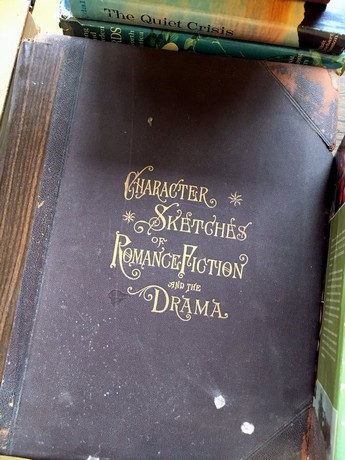 The Quiet Crisis
CHARACTER
SKETCHES
OF
ROMANCE FICTION
AND THE
DRAMA.